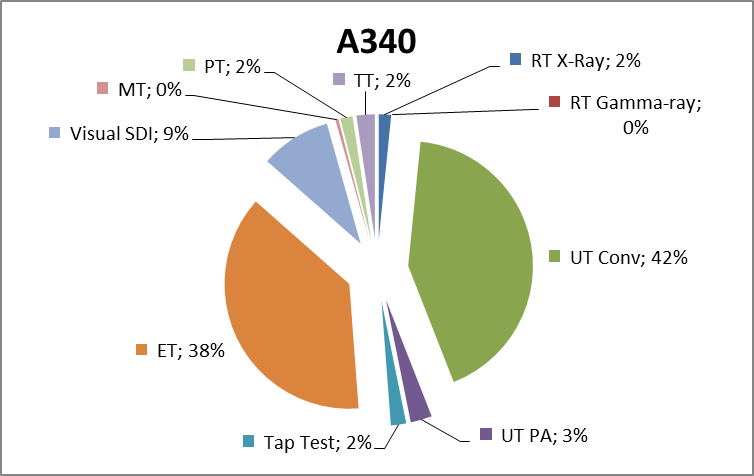 A340
RT X-Ray; 2%
RT Gamma-ray;
0%
UT Conv; 42%
UT PA; 3%
Tap Test; 2%
ET; 38%
Visual SDI; 9%
MT; 0%
PT; 2%
TT; 2%